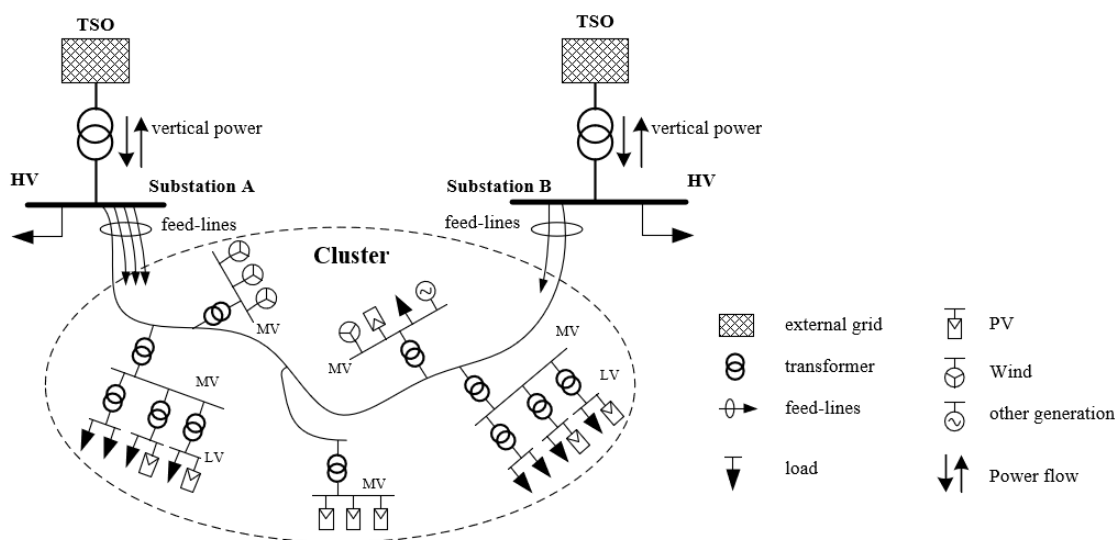 TSO
TSO
vertical power
vertical power
HV
Substation A
Substation B
HV
feed-lines
feed-lines
Cluster
MV
MV
MV
MV
LV
LV
MV
external grid
PV
transformer
Wind
feed-lines
other generation
load
Power flow